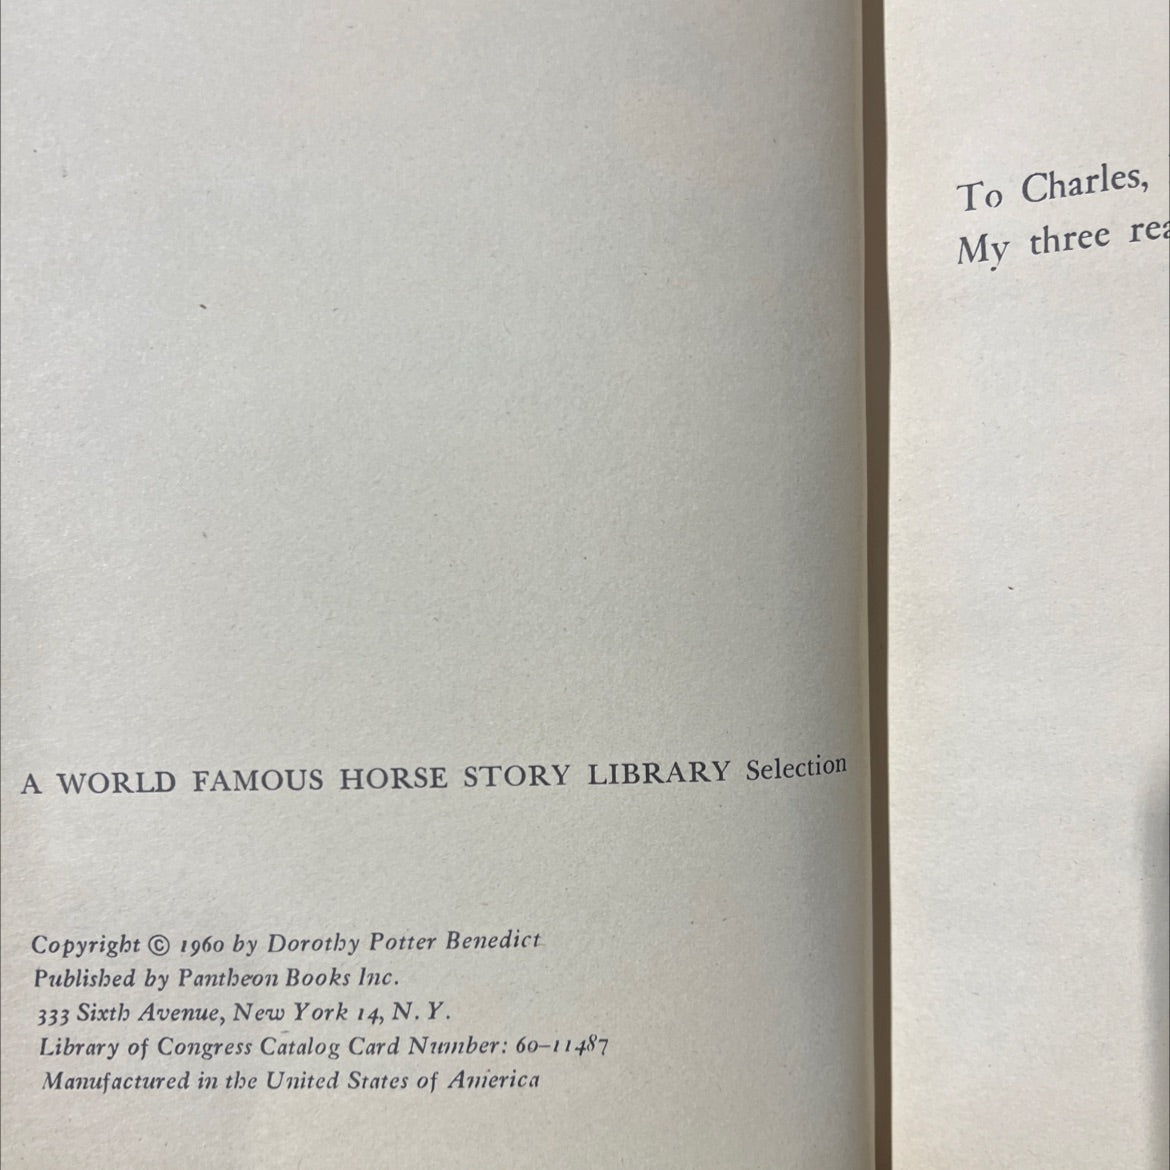 A WORLD FAMOUS HORSE STORY LIBRARY Selection
Copyright © 1960 by Dorothy Potter Benedict
Published by Pantheon Books Inc.
333 Sixth Avenue, New York 14, N. Y.
Library of Congress Catalog Card Number: 60–11487
Manufactured in the United States of America
To Charles,
My three